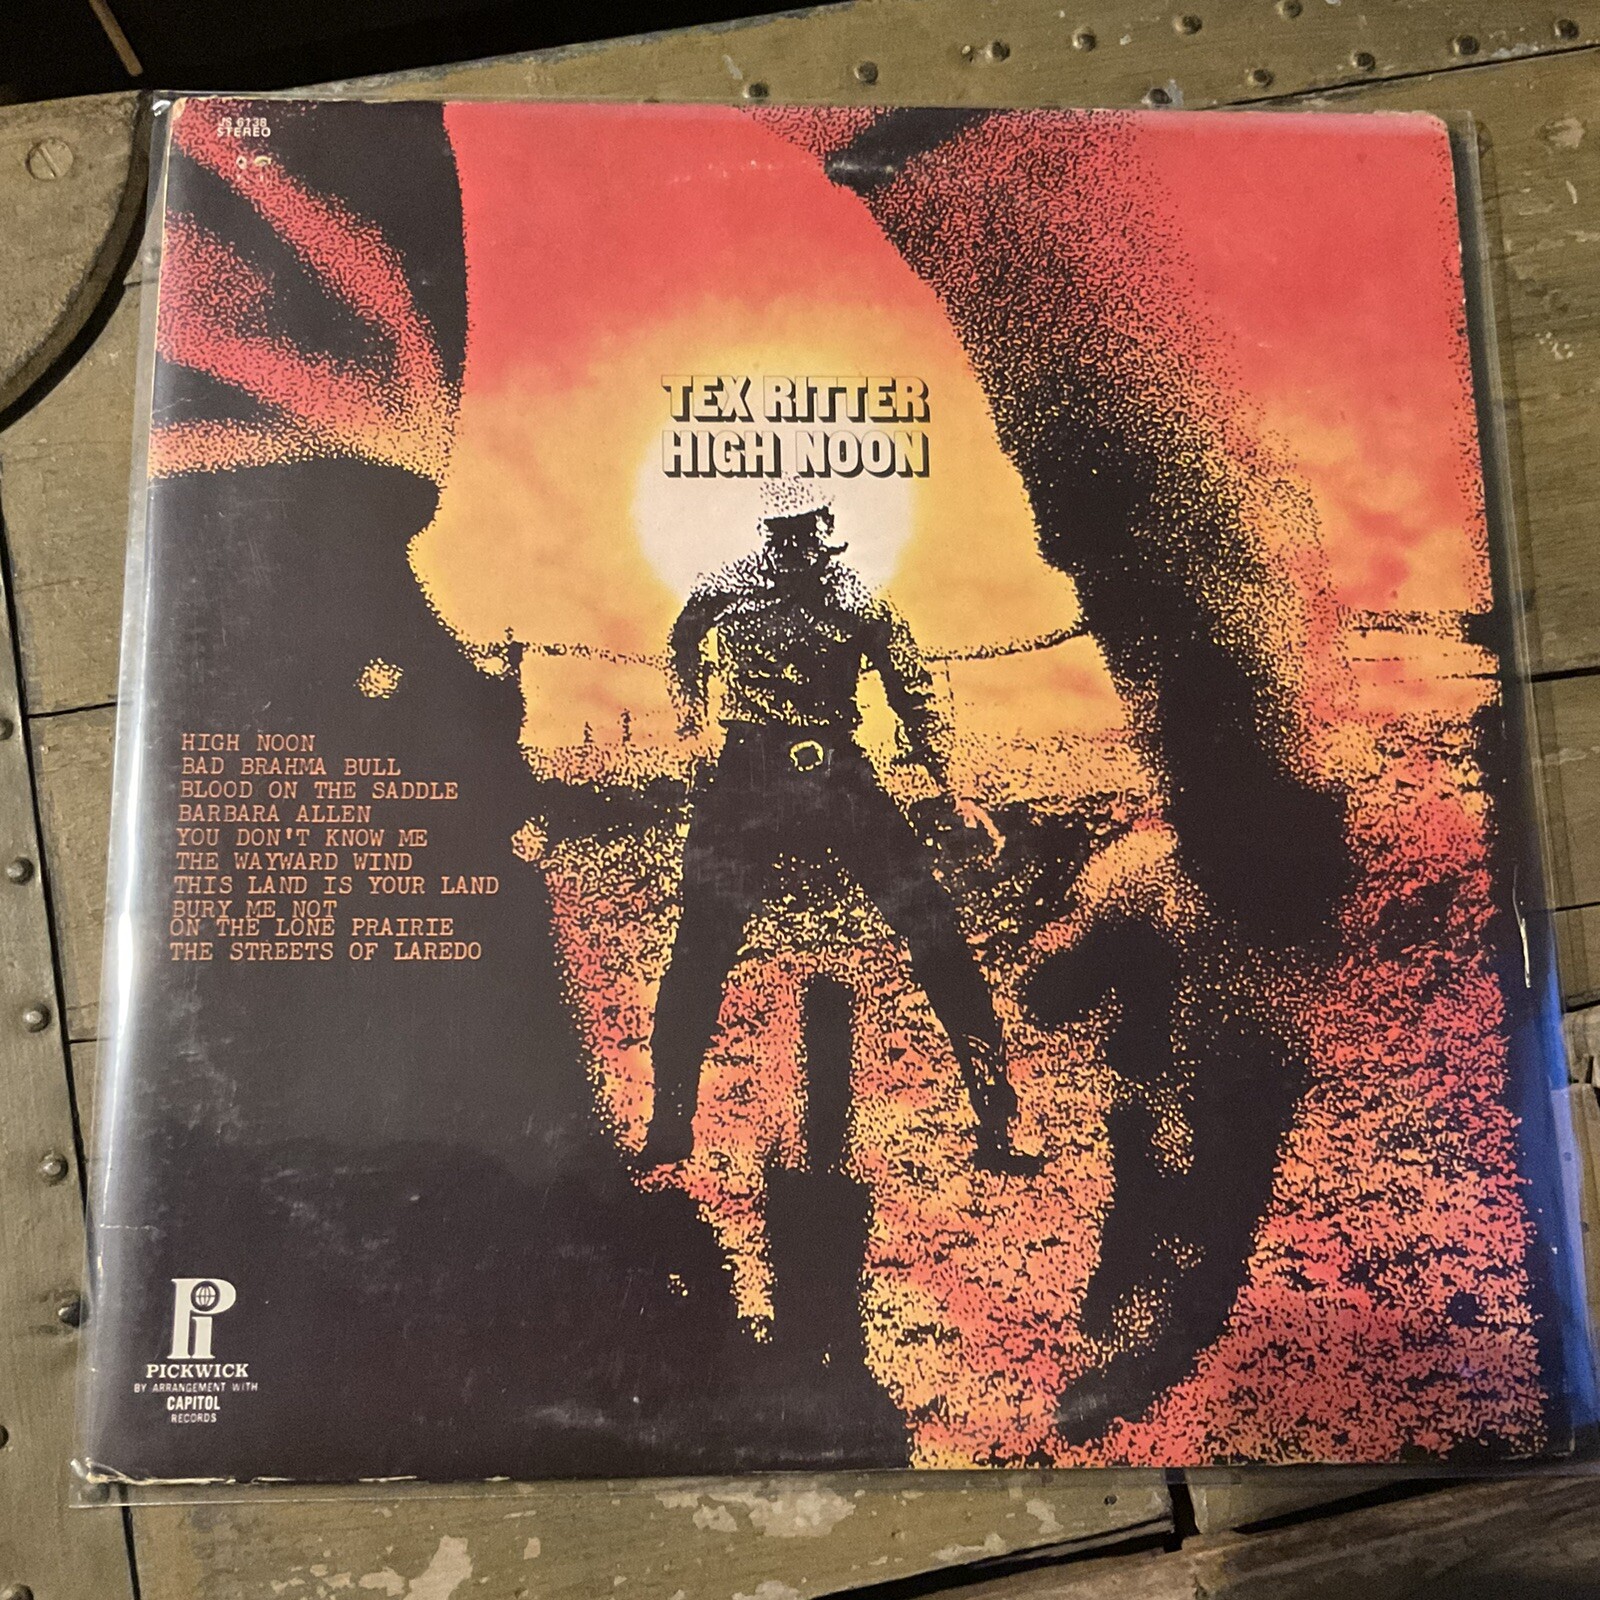 JS 6138
STEREO
TEX RITTER
HIGH NOON
HIGH NOON
BAD BRAHMA BULL
BLOOD ON THE SADDLE
BARBARA ALLEN
YOU DON'T KNOW ME
THE WAYWARD WIND
THIS LAND IS YOUR LAND
BURY ME NOT
ON THE LONE PRAIRIE
THE STREETS OF LAREDO
Pi
PICKWICK
BY ARRANGEMENT WITH
CAPITOL
RECORDS